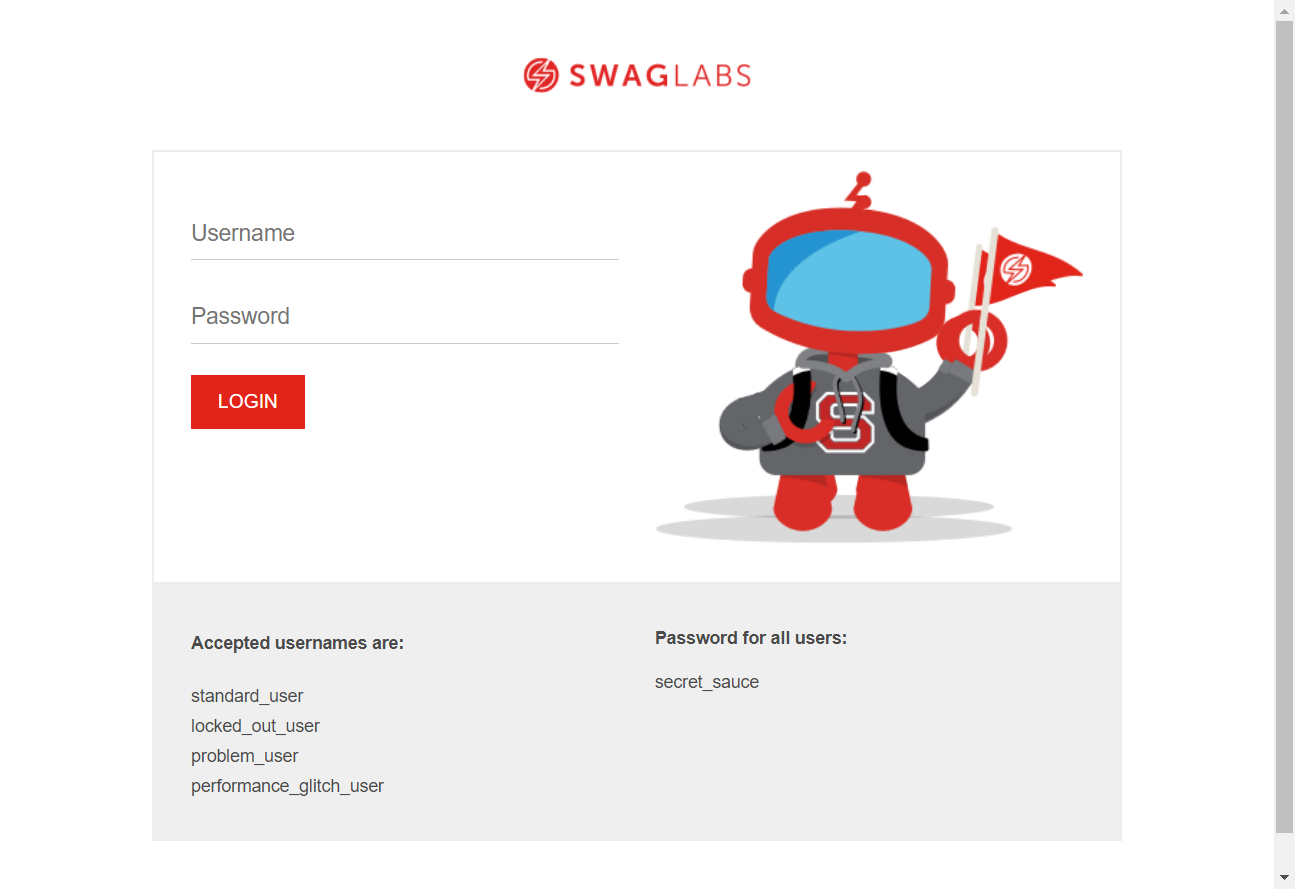 SWAGLABS
Username
Password
LOGIN
S
Accepted usernames are:
standard_user
locked_out_user
problem_user
performance_glitch_user
Password for all users:
secret_sauce